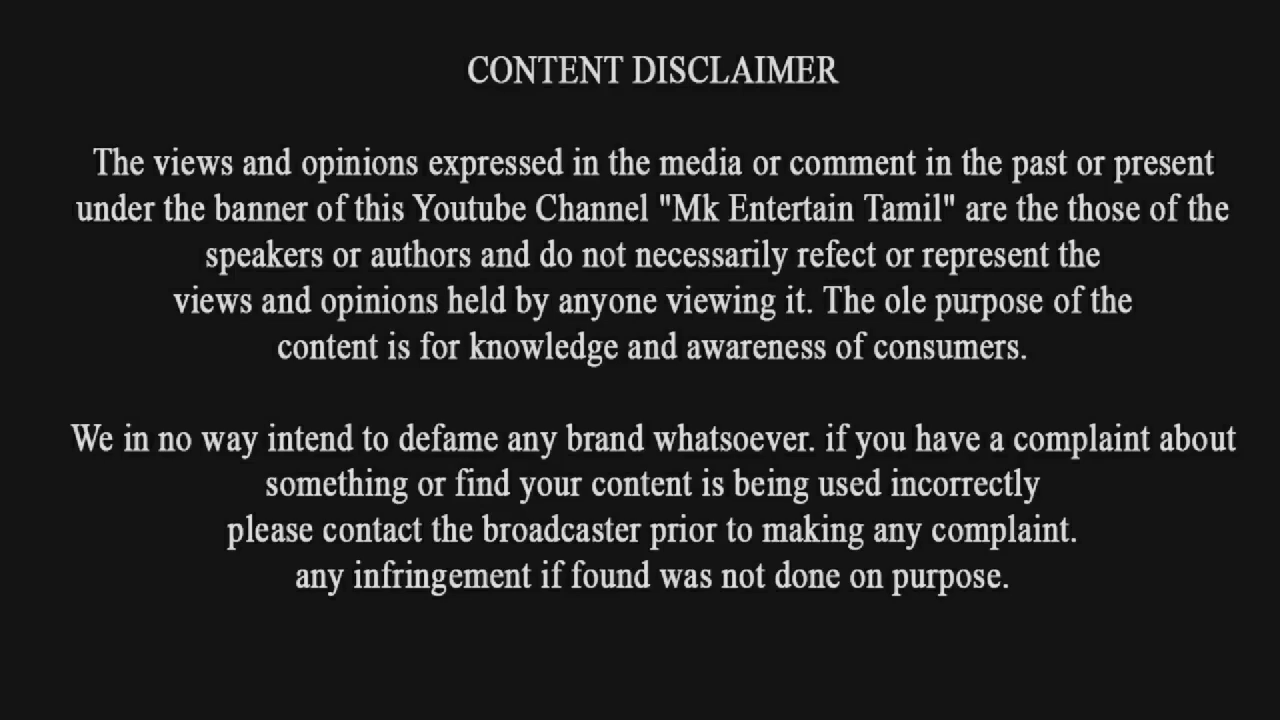 CONTENT DISCLAIMER
The views and opinions expressed in the media or comment in the past or present
under the banner of this Youtube Channel "Mk Entertain Tamil" are the those of the
speakers or authors and do not necessarily refect or represent the
views and opinions held by anyone viewing it. The ole purpose of the
content is for knowledge and awareness of consumers.
We in no way intend to defame any brand whatsoever. if you have a complaint about
something or find your content is being used incorrectly
please contact the broadcaster prior to making any complaint.
any infringement if found was not done on purpose.